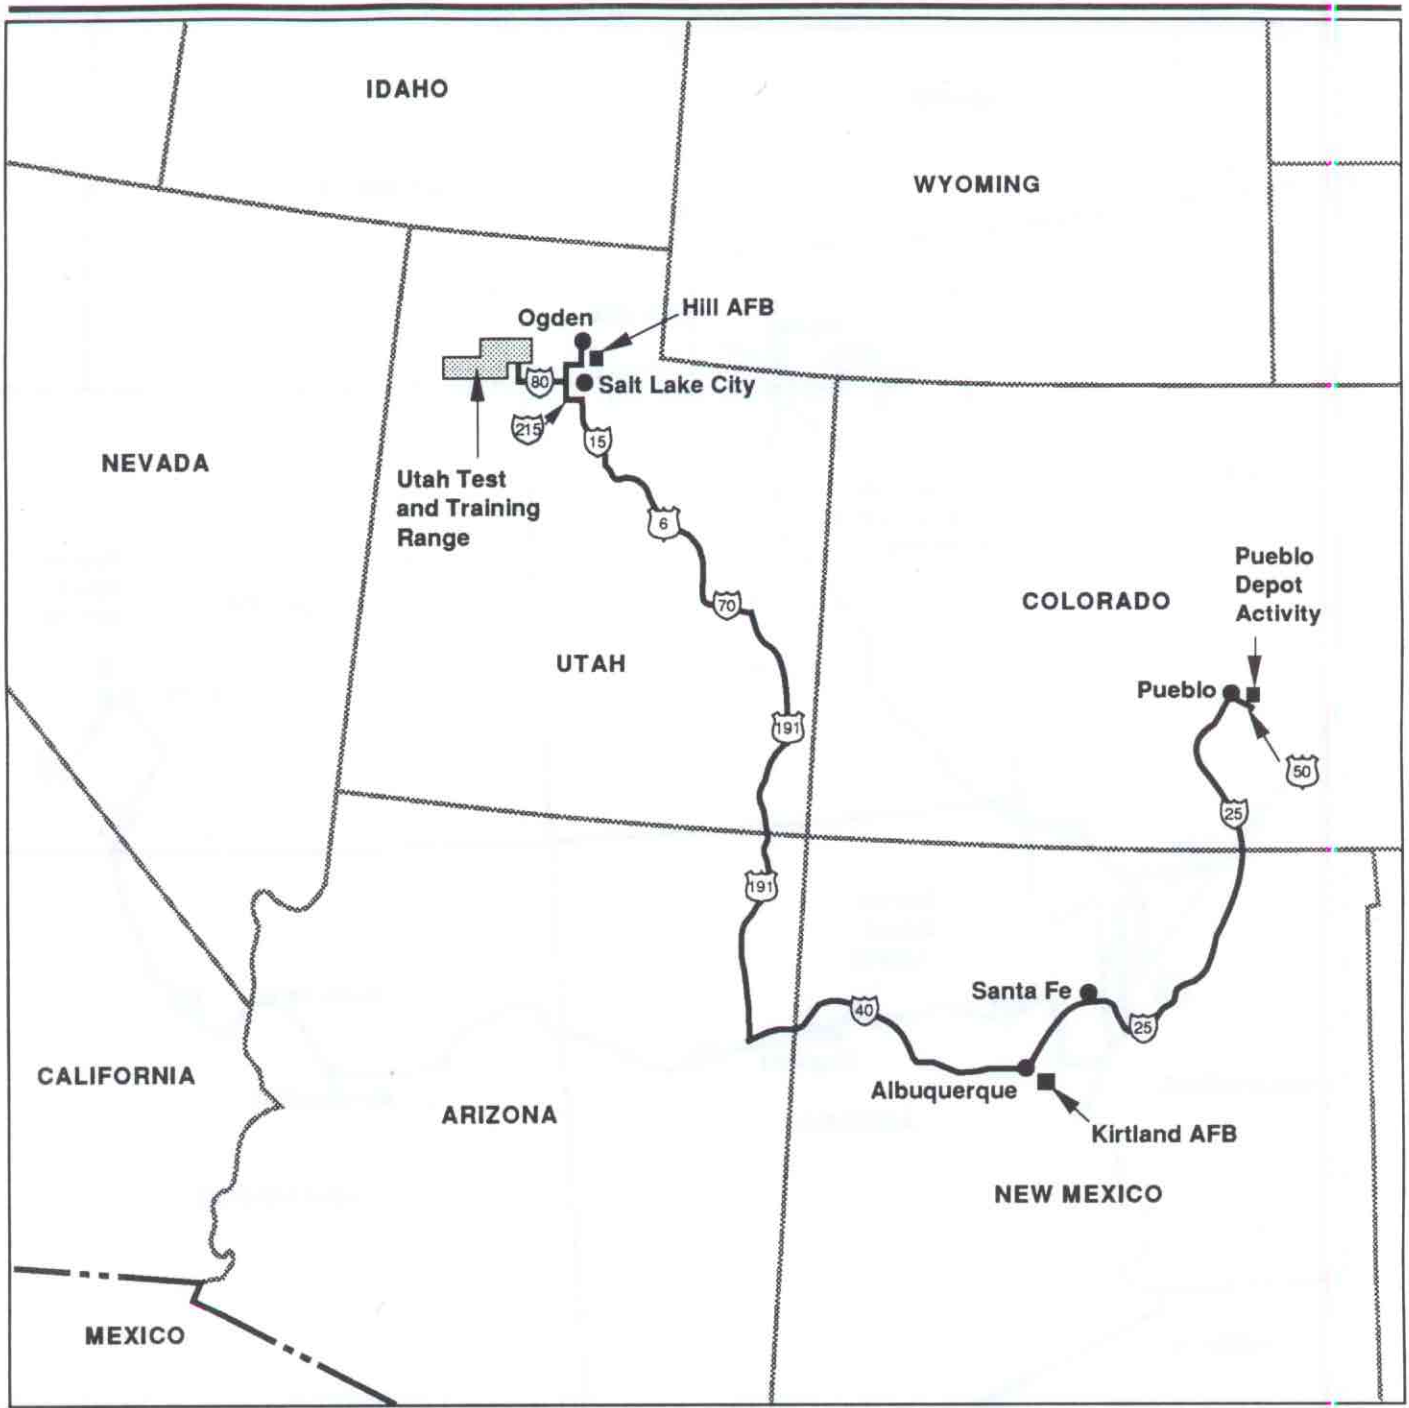 IDAHO
WYOMING
Hill AFB
Ogden
80
Salt Lake City
215
15
NEVADA
Utah Test
and Training
Range
6
Pueblo
Depot
Activity
70
COLORADO
UTAH
Pueblo
191
50
25
191
Santa Fe
40
25
CALIFORNIA
Albuquerque
ARIZONA
Kirtland AFB
NEW MEXICO
MEXICO